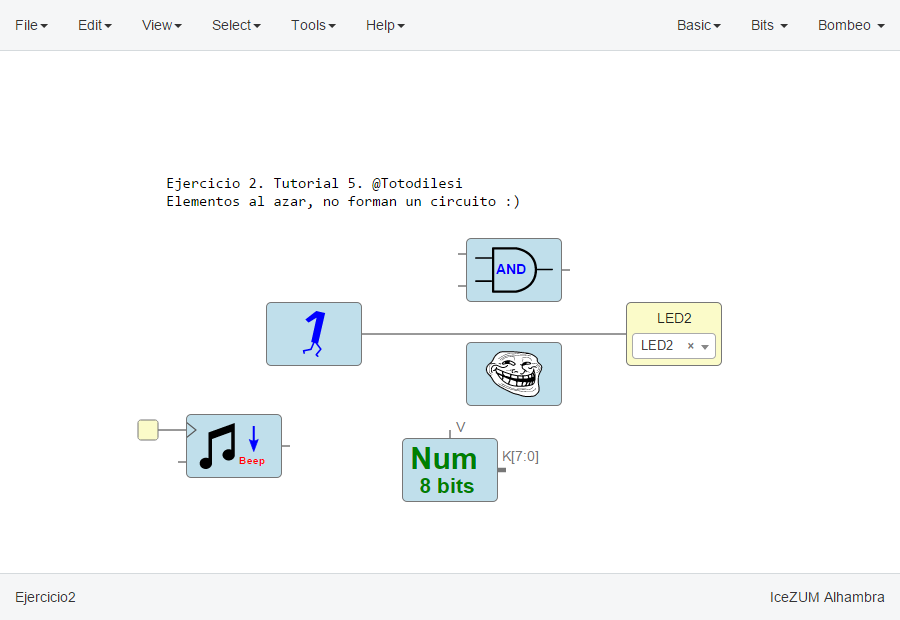 File Edit View Select Tools Help Basic Bits Bombeo
Ejercicio 2. Tutorial 5. @Totodilesi
Elementos al azar, no forman un circuito :)
AND
1
LED2
LED2 ×
Beep
V
Num
8 bits
K[7:0]
Ejercicio2 IceZUM Alhambra